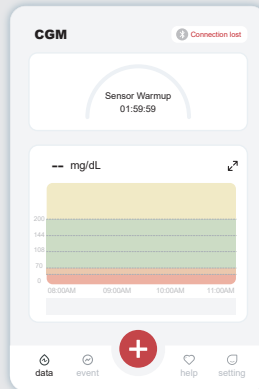 CGM
Connection lost
Sensor Warmup
01:59:59
-- mg/dL
200
144
108
70
0
08:00AM 09:00AM 10:00AM 11:00AM
data event help setting